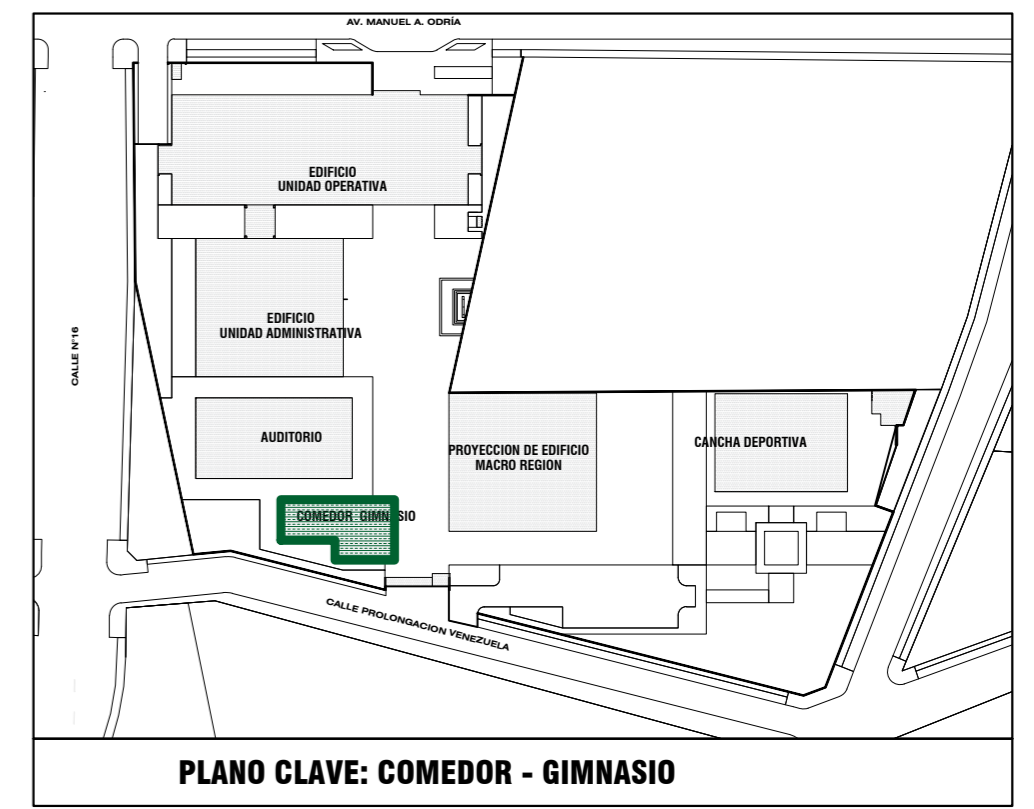 AV. MANUEL A. ODRÍA
EDIFICIO
UNIDAD OPERATIVA
CALLE N°16
EDIFICIO
UNIDAD ADMINISTRATIVA
AUDITORIO
PROYECCION DE EDIFICIO
MACRO REGION
CANCHA DEPORTIVA
COMEDOR GIMNASIO
CALLE PROLONGACION VENEZUELA
PLANO CLAVE: COMEDOR - GIMNASIO